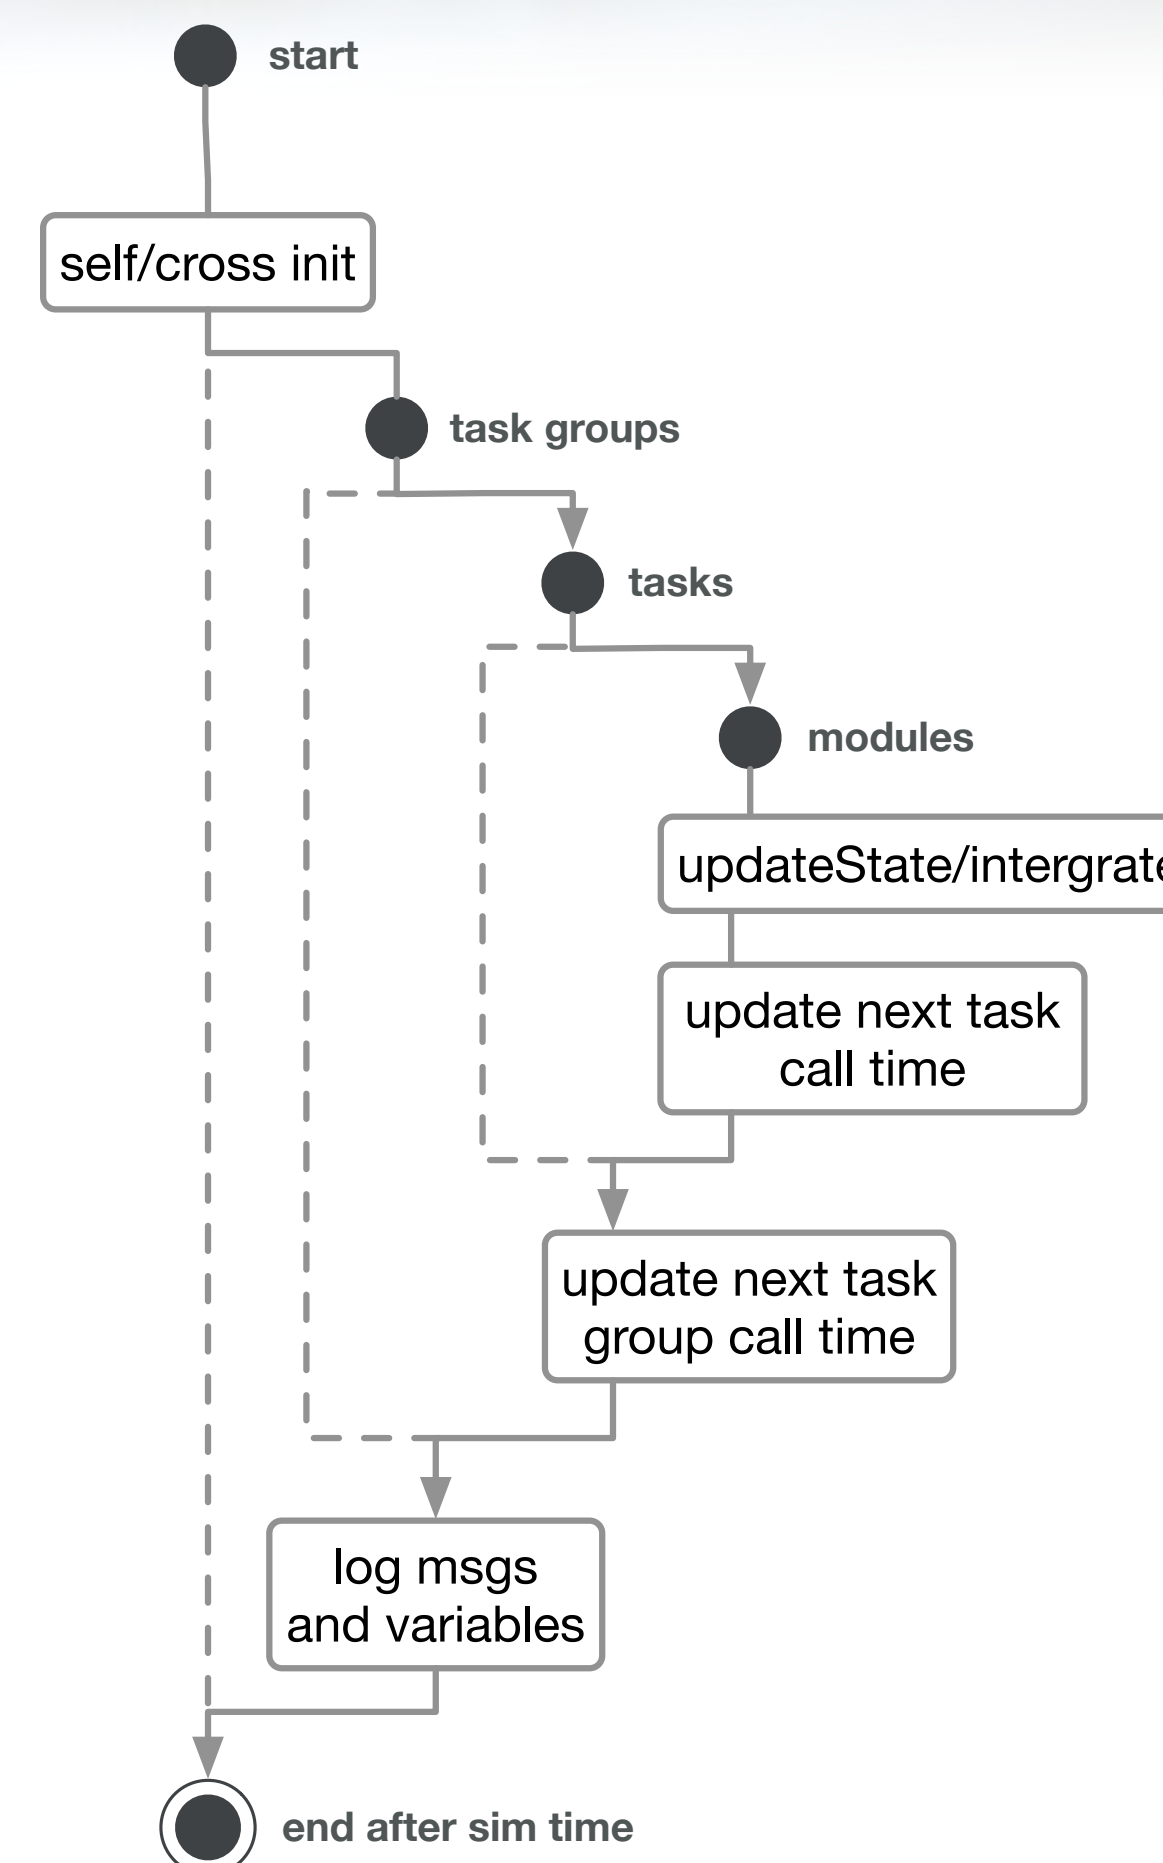 start
self/cross init
task groups
tasks
modules
updateState/intergrate
update next task
call time
update next task
group call time
log msgs
and variables
end after sim time